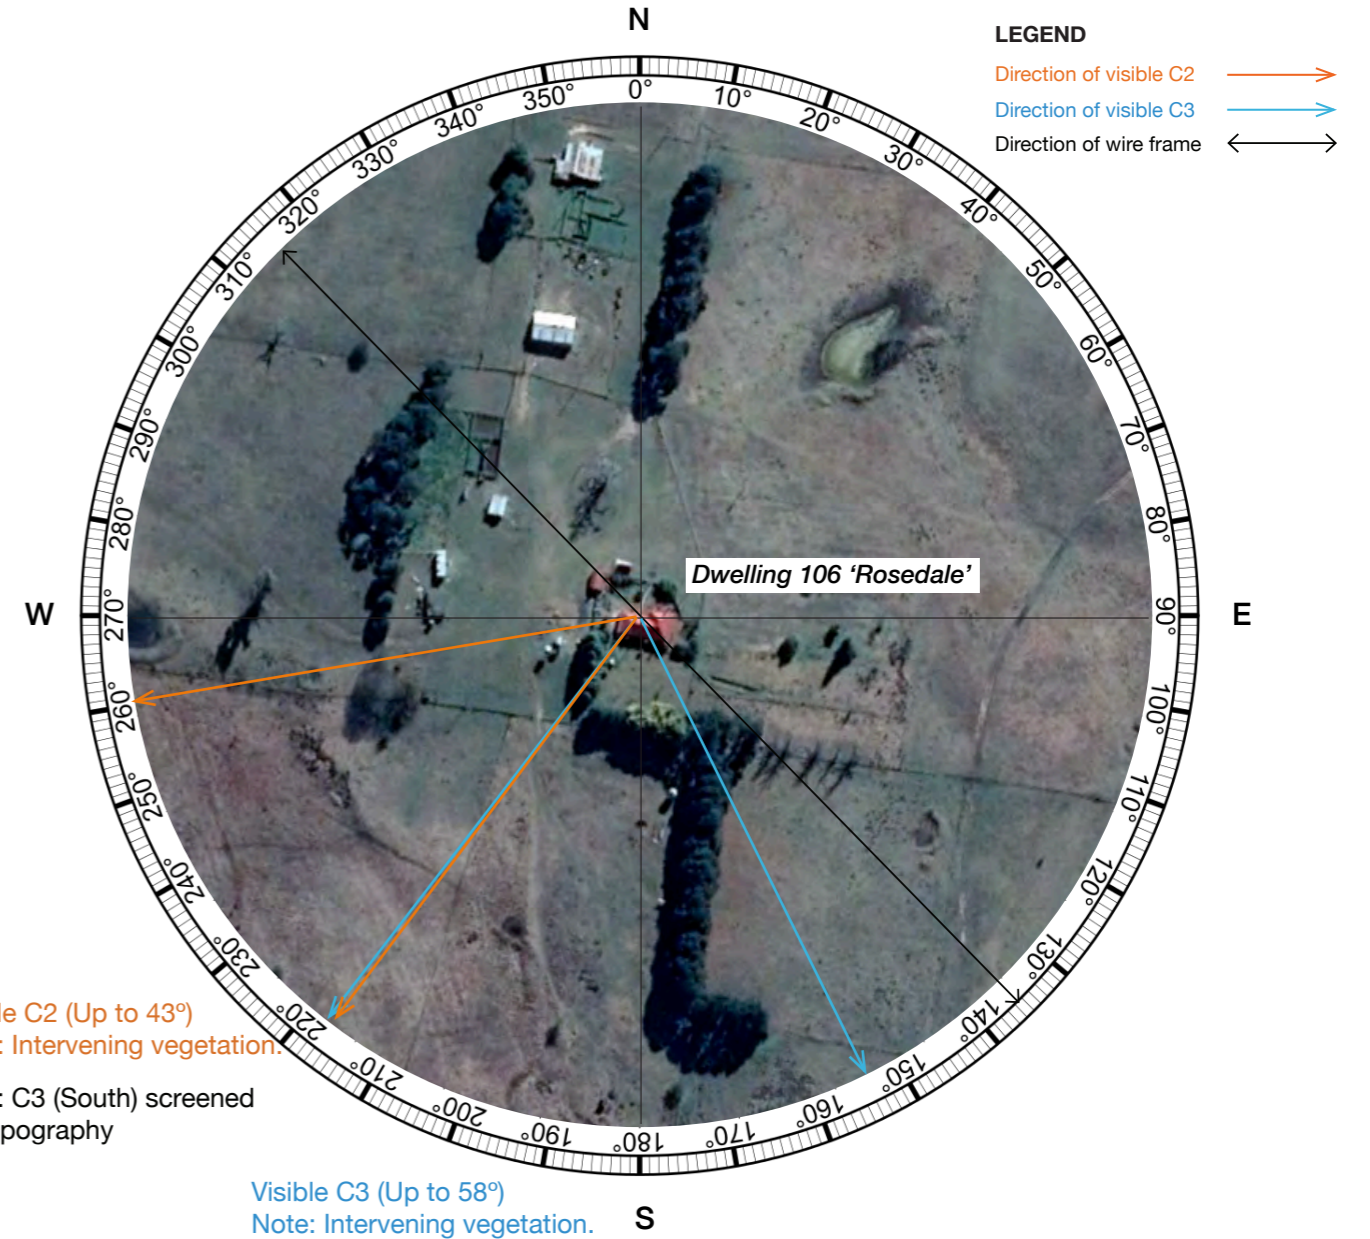 N
LEGEND
Direction of visible C2
Direction of visible C3
Direction of wire frame
0°
10°
20°
30°
40°
50°
60°
70°
80°
90°
100°
110°
120°
130°
140°
150°
160°
170°
180°
190°
200°
210°
220°
230°
240°
250°
260°
270°
280°
290°
300°
310°
320°
330°
340°
350°
Dwelling 106 ‘Rosedale’
W
E
le C2 (Up to 43º)
: Intervening vegetation.
: C3 (South) screened
pography
Visible C3 (Up to 58º)
Note: Intervening vegetation.
S